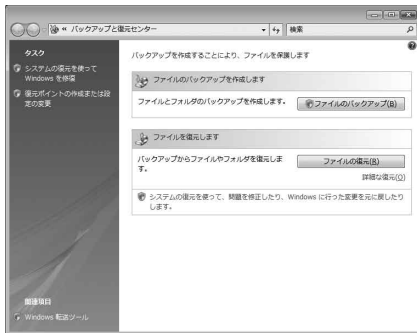 « バックアップと復元センター
検索
タスク
システムの復元を使って
Windows を修復
復元ポイントの作成または設
定の変更
関連項目
Windows 転送ツール
バックアップを作成することにより、ファイルを保護します
ファイルのバックアップを作成します
ファイルとフォルダのバックアップを作成します。
ファイルのバックアップ(B)
ファイルを復元します
バックアップからファイルやフォルダを復元しま
す。
ファイルの復元(R)
詳細な復元(O)
システムの復元を使って、問題を修正したり、Windows に行った変更を元に戻したり
します。